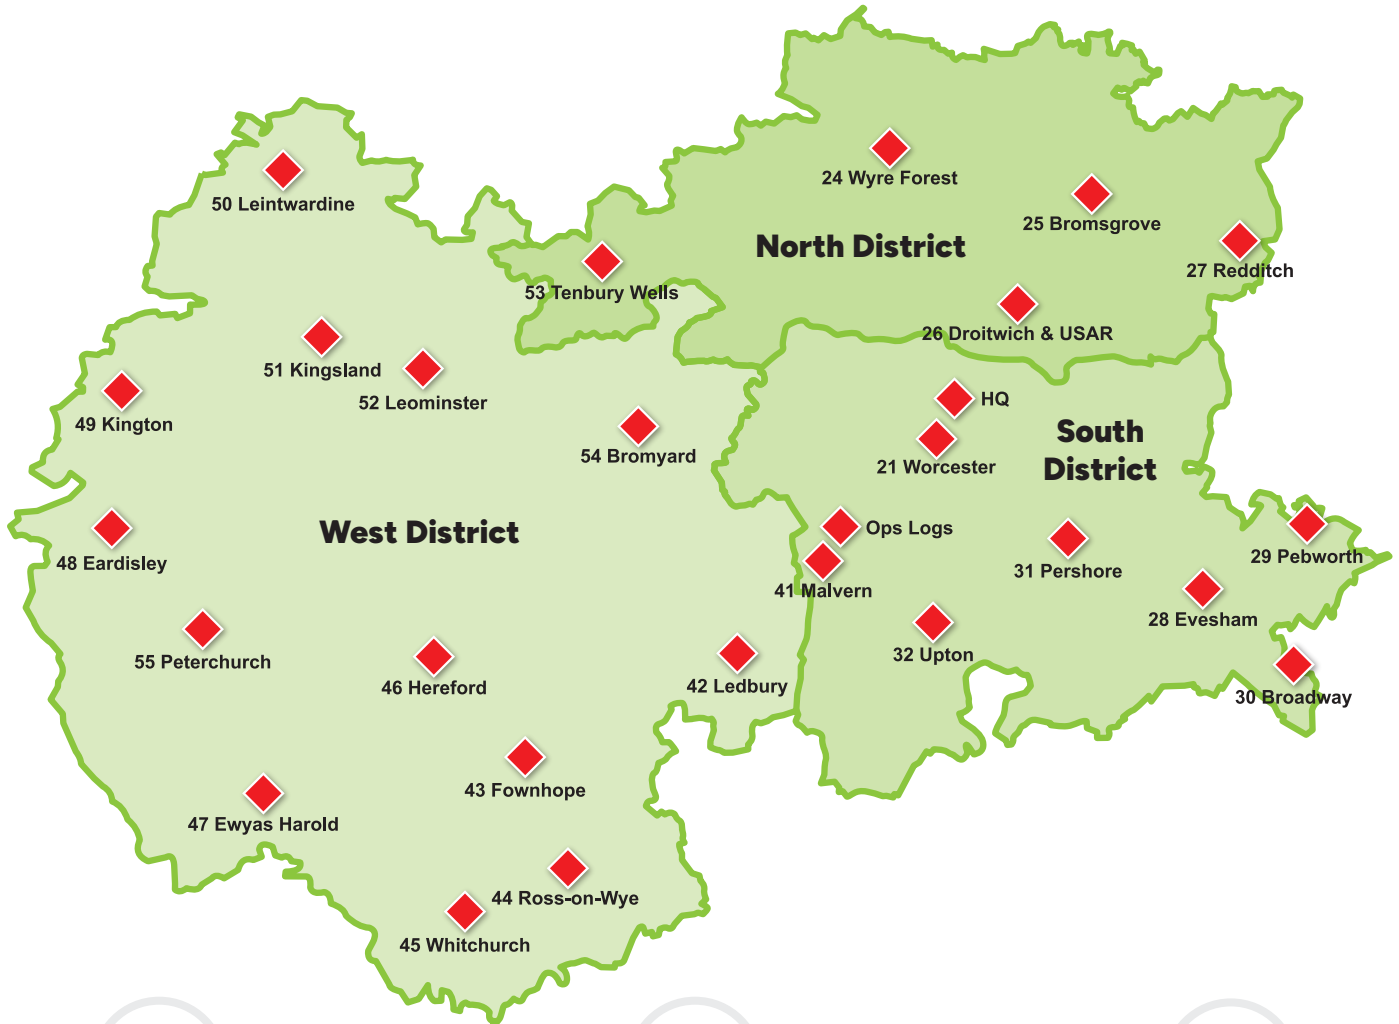 24 Wyre Forest
50 Leintwardine
25 Bromsgrove
North District
27 Redditch
53 Tenbury Wells
26 Droitwich & USAR
51 Kingsland
52 Leominster
HQ
49 Kington
South
District
54 Bromyard
21 Worcester
West District
Ops Logs
29 Pebworth
48 Eardisley
31 Pershore
41 Malvern
28 Evesham
55 Peterchurch
32 Upton
46 Hereford
42 Ledbury
30 Broadway
43 Fownhope
47 Ewyas Harold
44 Ross-on-Wye
45 Whitchurch